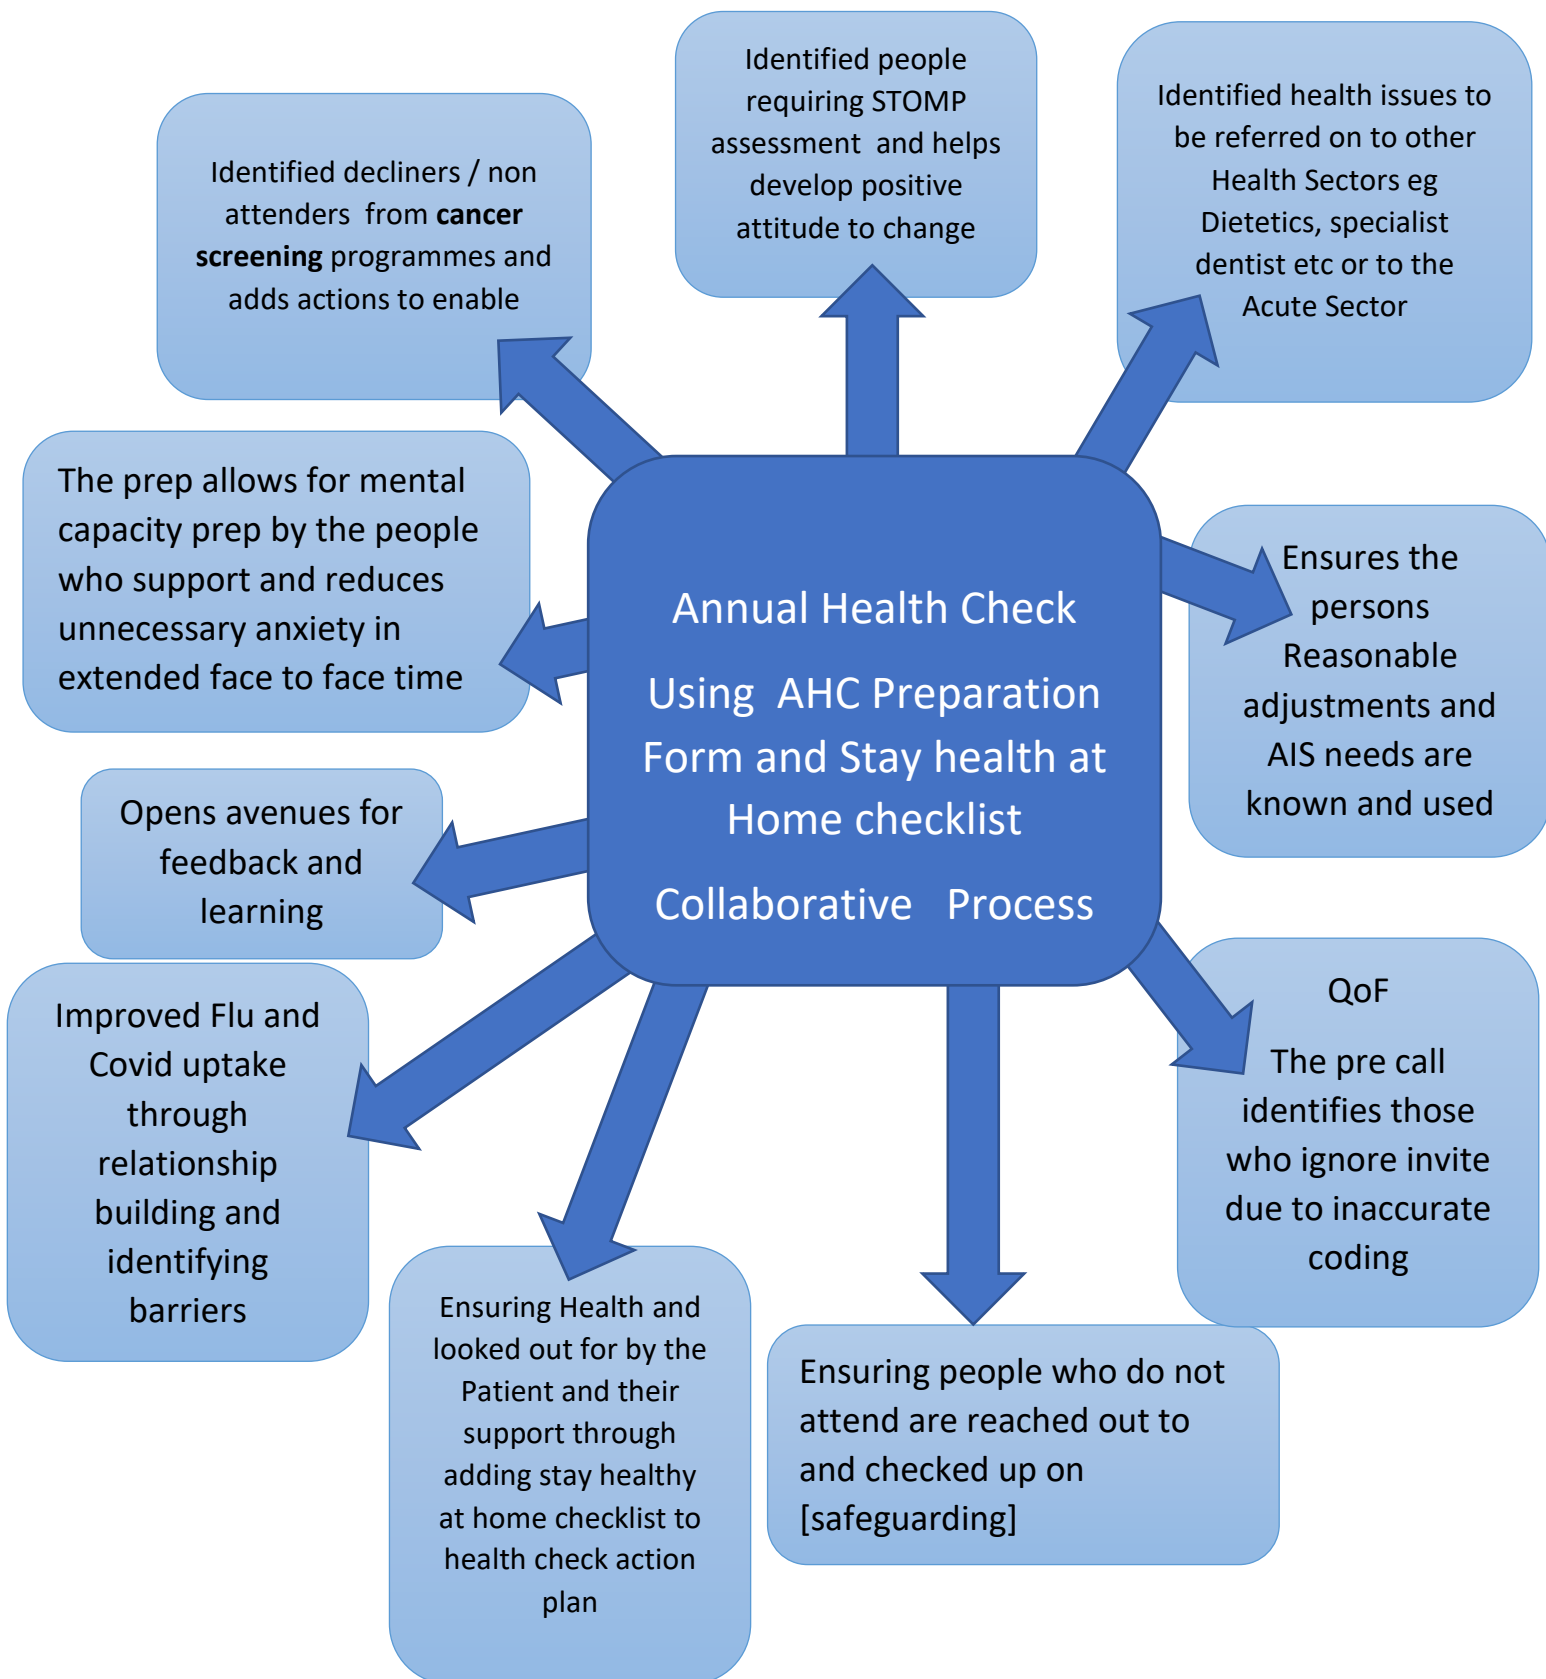 Identified people
requiring STOMP
assessment  and helps
develop positive
attitude to change
Identified health issues to
be referred on to other
Health Sectors eg
Dietetics, specialist
dentist etc or to the
Acute Sector
Identified decliners / non
attenders  from cancer
screening programmes and
adds actions to enable
The prep allows for mental
capacity prep by the people
who support and reduces
unnecessary anxiety in
extended face to face time
Annual Health Check
Using  AHC Preparation
Form and Stay health at
Home checklist
Collaborative   Process
Ensures the
persons
Reasonable
adjustments and
AIS needs are
known and used
Opens avenues for
feedback and
learning
Improved Flu and
Covid uptake
through
relationship
building and
identifying
barriers
QoF
The pre call
identifies those
who ignore invite
due to inaccurate
coding
Ensuring Health and
looked out for by the
Patient and their
support through
adding stay healthy
at home checklist to
health check action
plan
Ensuring people who do not
attend are reached out to
and checked up on
[safeguarding]